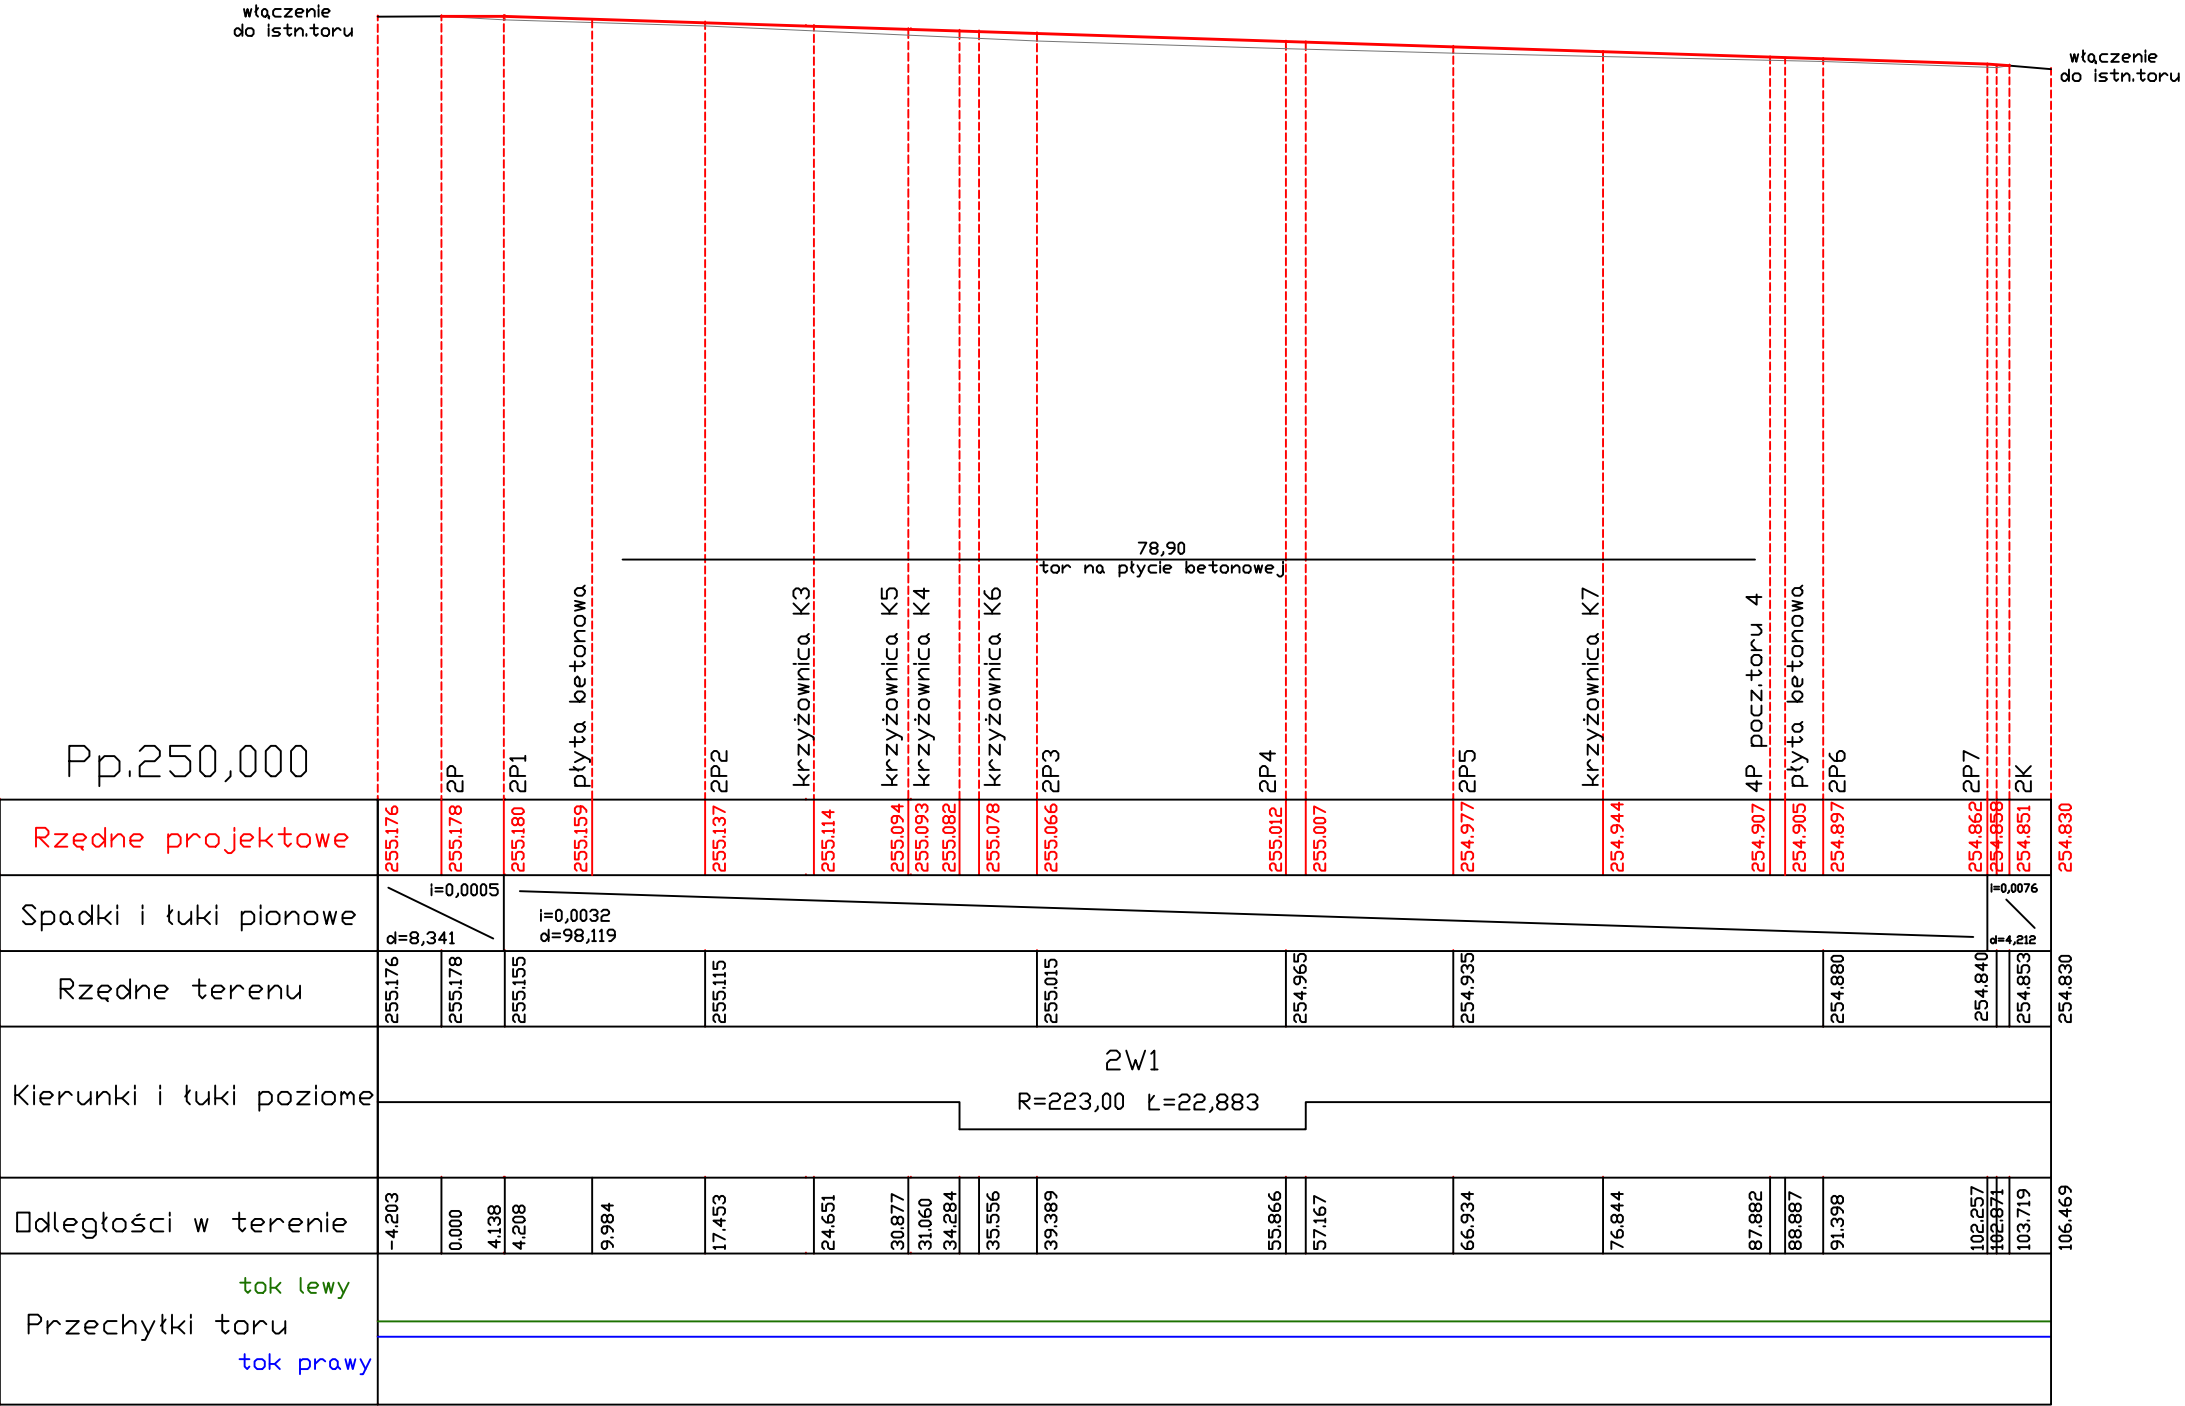 włączenie
do istn.toru
włączenie
do istn.toru
78,90
tor na płycie betonowej
Pp.250,000
2P
2P1
płyta betonowa
2P2
krzyżownica K3
krzyżownica K5
krzyżownica K4
krzyżownica K6
2P3
2P4
2P5
krzyżownica K7
4P pocz.toru 4
płyta betonowa
2P6
2P7
2K
Rzędne projektowe
255.176
255.178
255.180
255.159
255.137
255.114
255.094
255.093
255.082
255.078
255.066
255.012
255.007
254.977
254.944
254.907
254.905
254.897
254.862
254.858
254.851
254.830
Spadki i łuki pionowe
i=0,0005
d=8,341
i=0,0032
d=98,119
i=0,0076
d=4,212
Rzędne terenu
255.176
255.178
255.155
255.115
255.015
254.965
254.935
254.880
254.840
254.853
254.830
Kierunki i łuki poziome
2W1
R=223,00 Ł=22,883
Odległości w terenie
-4.203
0.000
4.138
4.208
9.984
17.453
24.651
30.877
31.060
34.284
35.556
39.389
55.866
57.167
66.934
76.844
87.882
88.887
91.398
102.257
102.871
103.719
106.469
tok lewy
Przechyłki toru
tok prawy